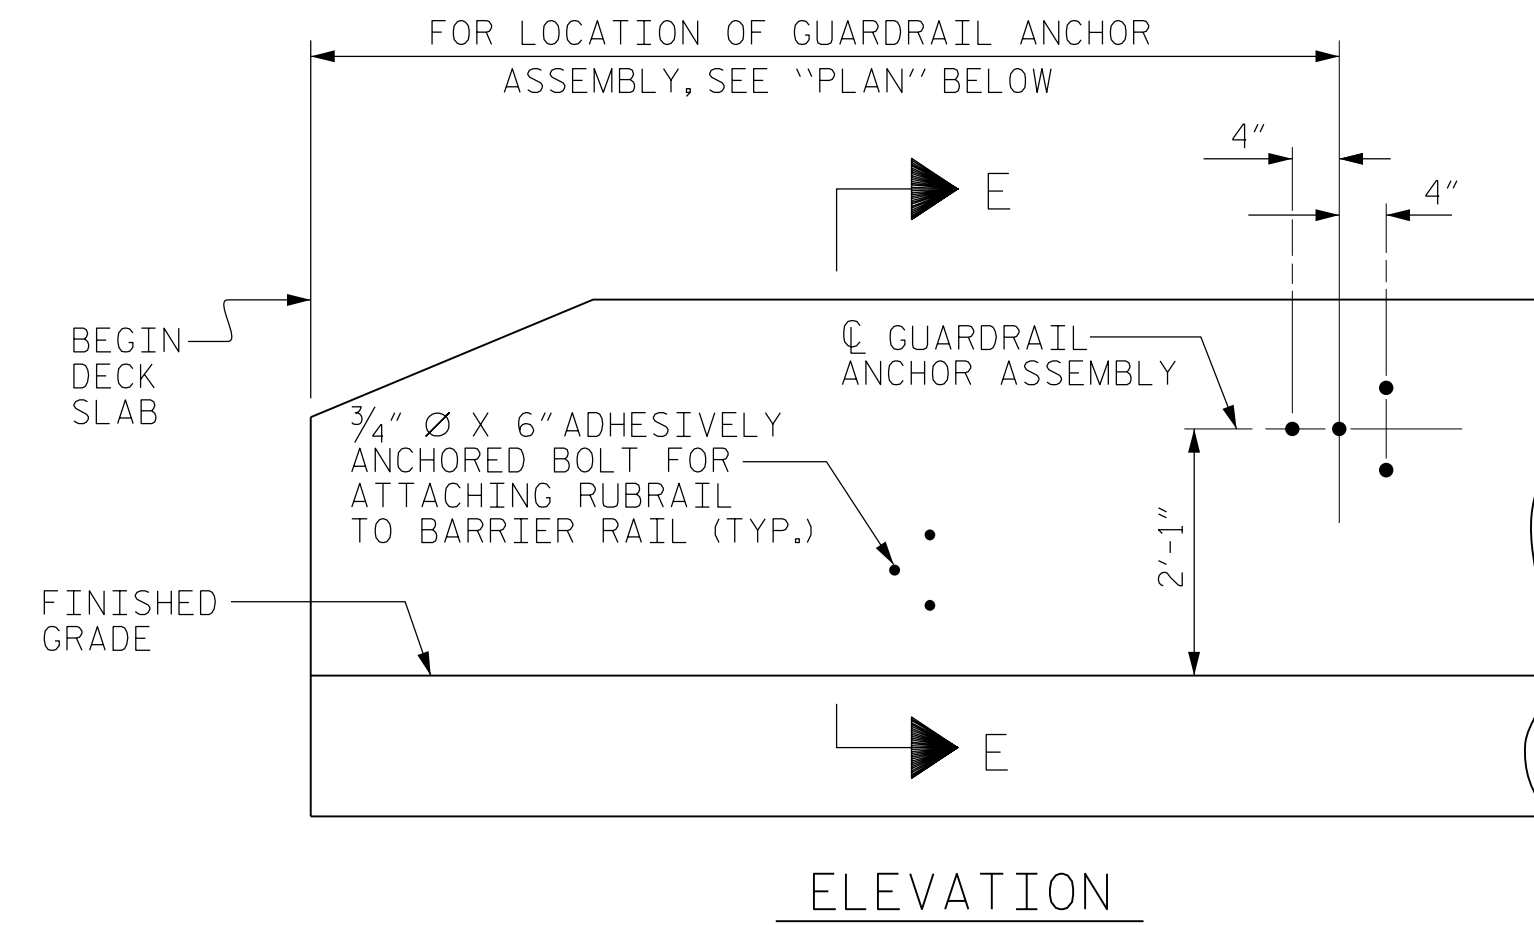 FOR LOCATION OF GUARDRAIL ANCHOR
ASSEMBLY, SEE "PLAN" BELOW
4"
4"
E
BEGIN
DECK
SLAB
℄ GUARDRAIL
ANCHOR ASSEMBLY
3/4" Ø X 6" ADHESIVELY
ANCHORED BOLT FOR
ATTACHING RUBRAIL
TO BARRIER RAIL (TYP.)
2'-1"
FINISHED
GRADE
E
ELEVATION